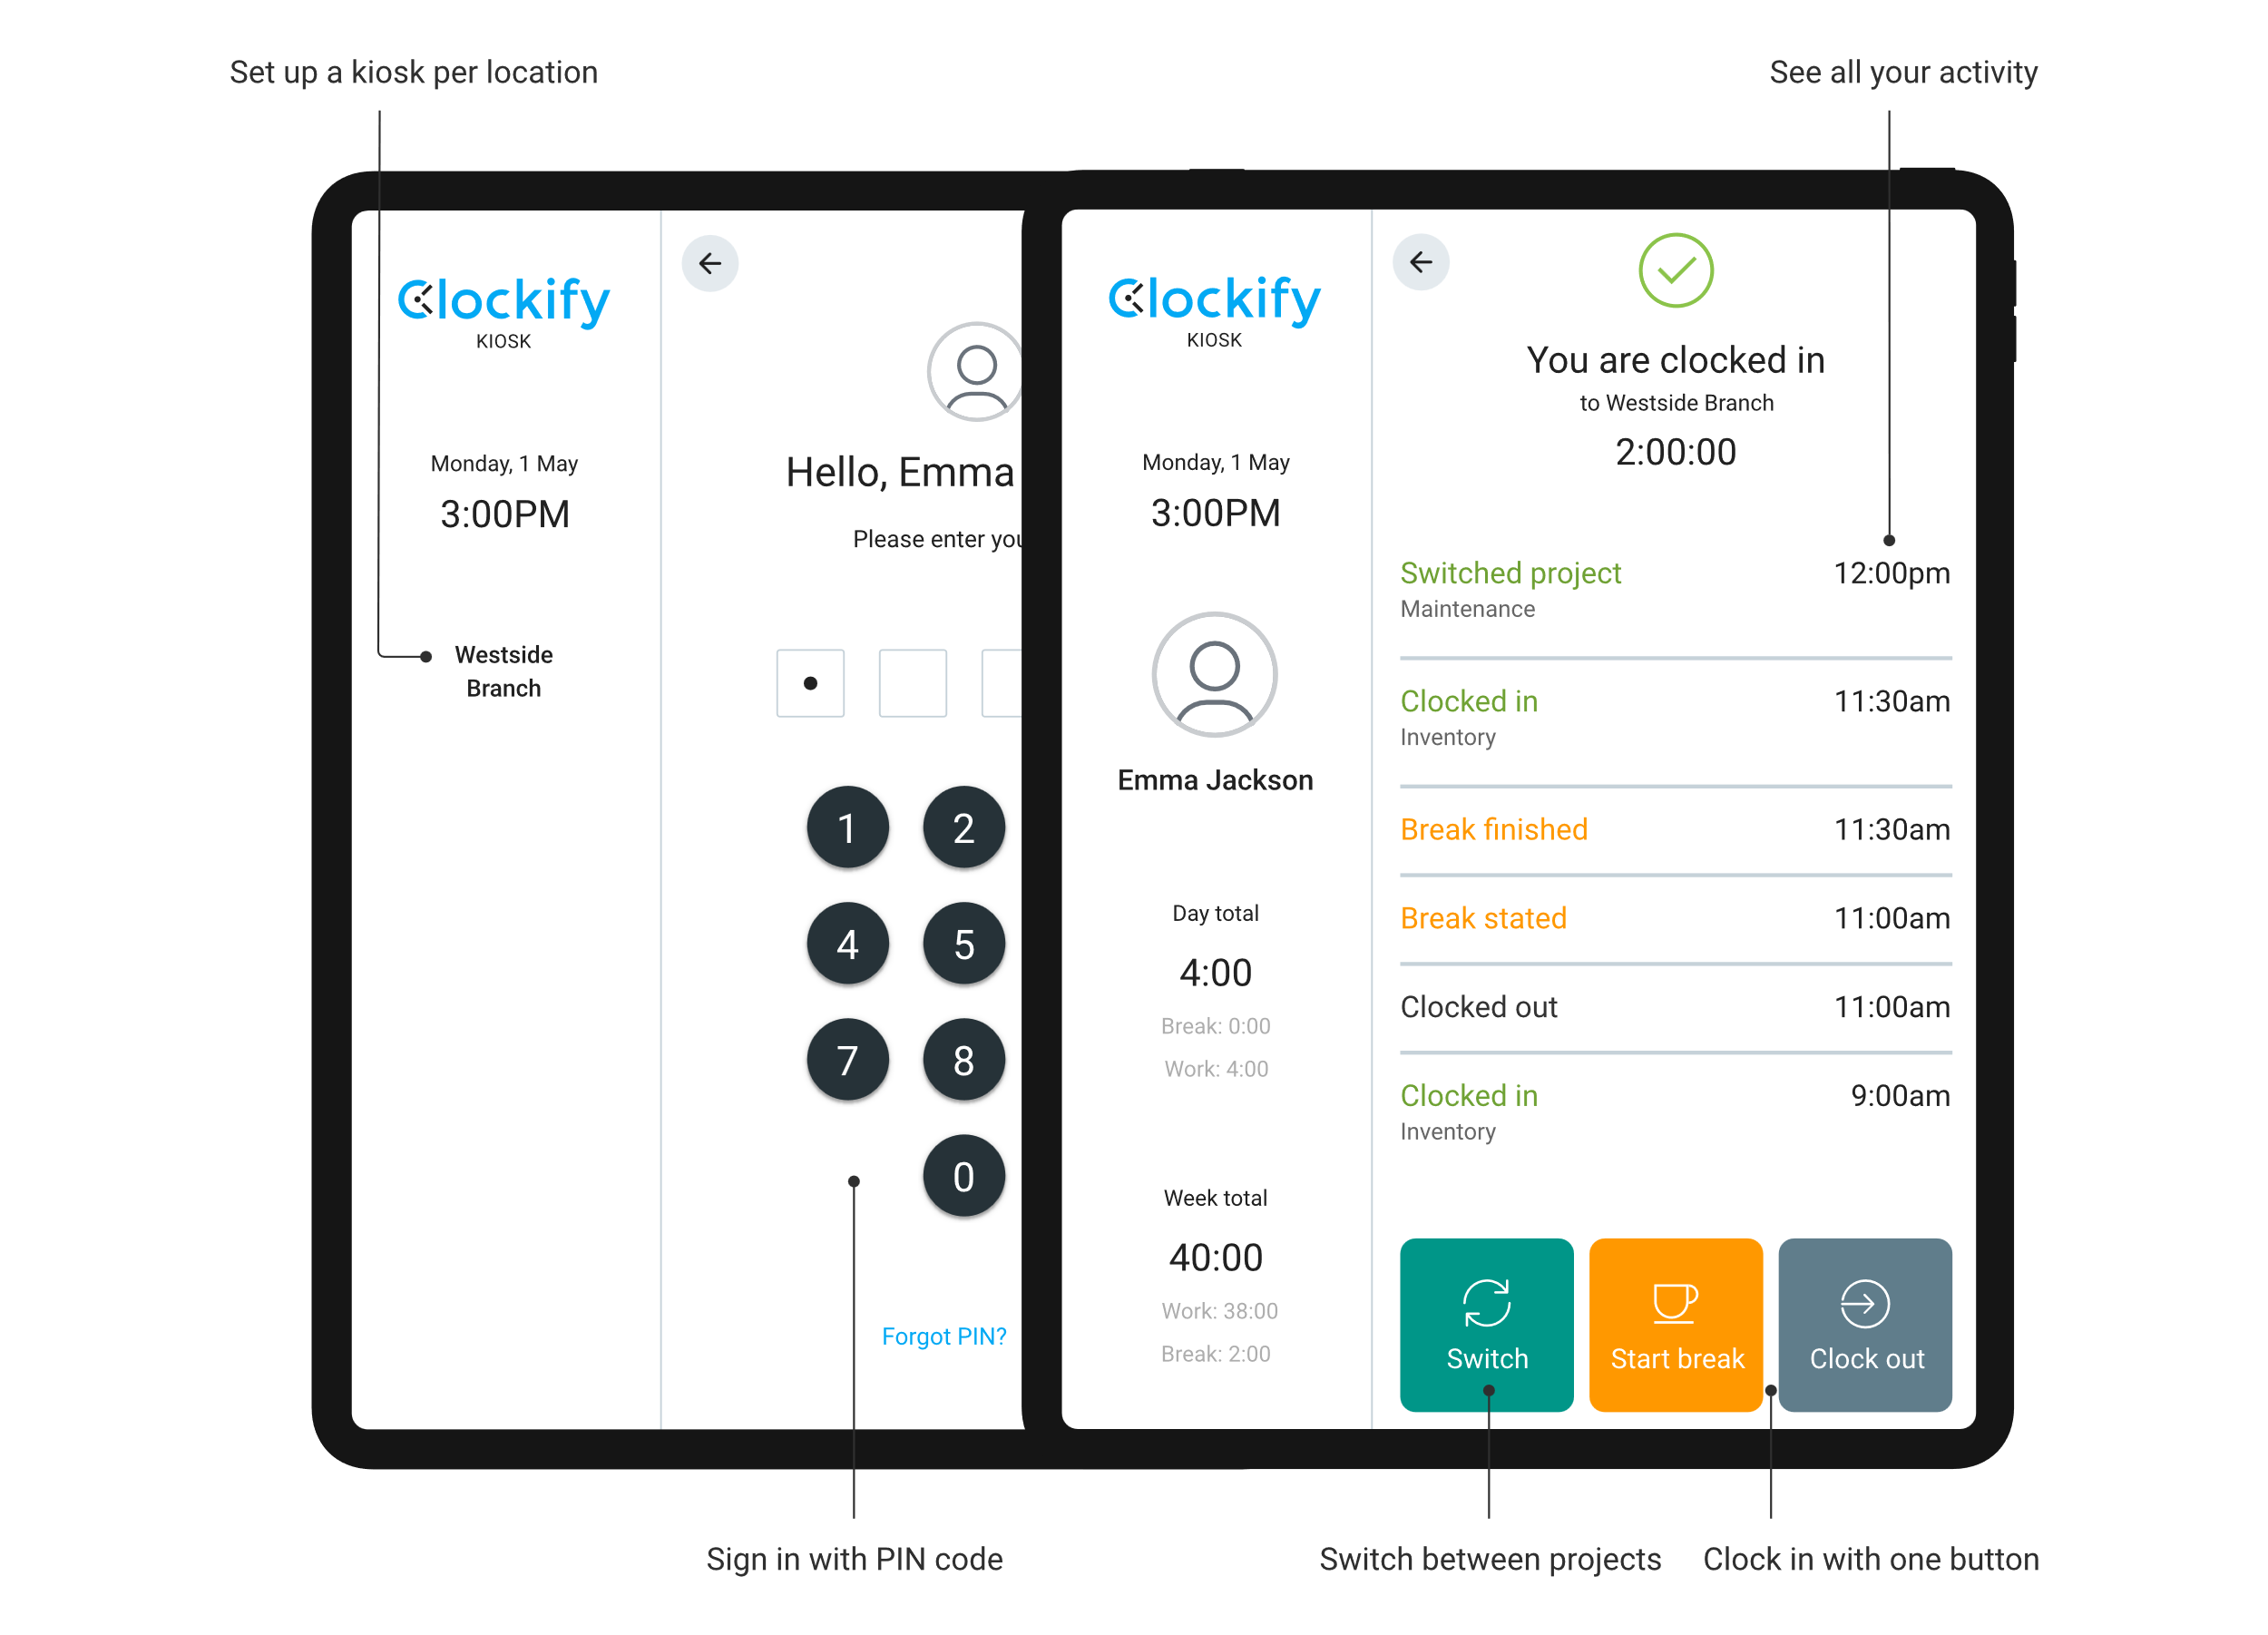 Set up a kiosk per location
See all your activity
Clockify
KIOSK
Monday, 1 May
3:00PM
Westside
Branch
Hello, Emma
Please enter
1 2
4 5
7 8
0
Forgot PIN?
Clockify
KIOSK
Monday, 1 May
3:00PM
Emma Jackson
Day total
4:00
Break: 0:00
Work: 4:00
Week total
40:00
Work: 38:00
Break: 2:00
You are clocked in
to Westside Branch
2:00:00
Switched project 12:00pm
Maintenance
Clocked in 11:30am
Inventory
Break finished 11:30am
Break stated 11:00am
Clocked out 11:00am
Clocked in 9:00am
Inventory
Switch Start break Clock out
Sign in with PIN code
Switch between projects
Clock in with one button